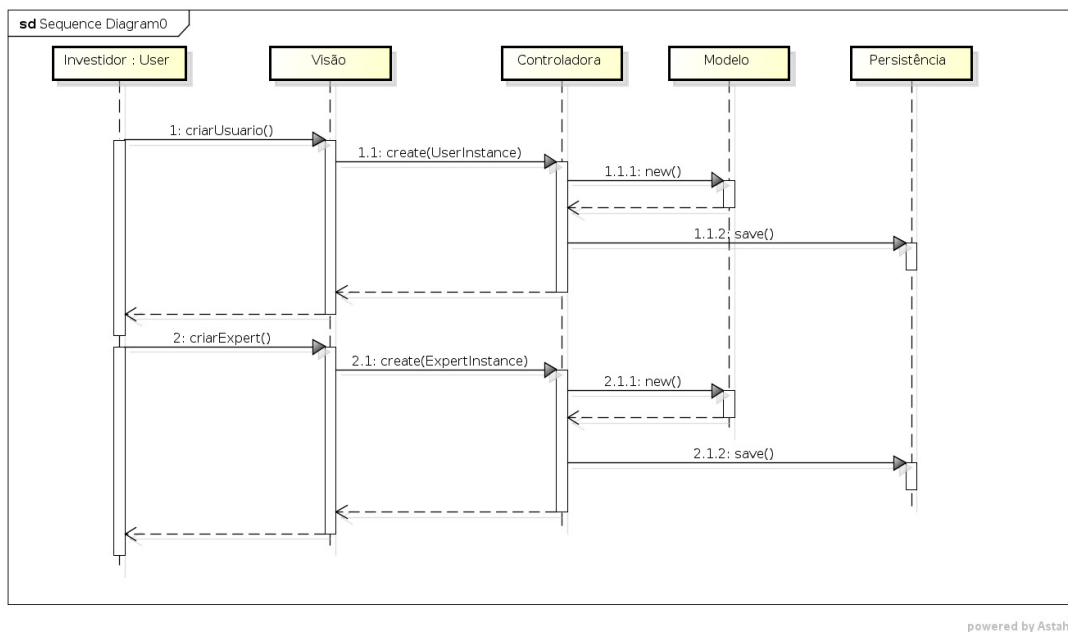 sd Sequence Diagram0
Investidor : User
Visão
Controladora
Modelo
Persistência
1: criarUsuario()
1.1: create(UserInstance)
1.1.1: new()
1.1.2: save()
2: criarExpert()
2.1: create(ExpertInstance)
2.1.1: new()
2.1.2: save()
powered by Astah